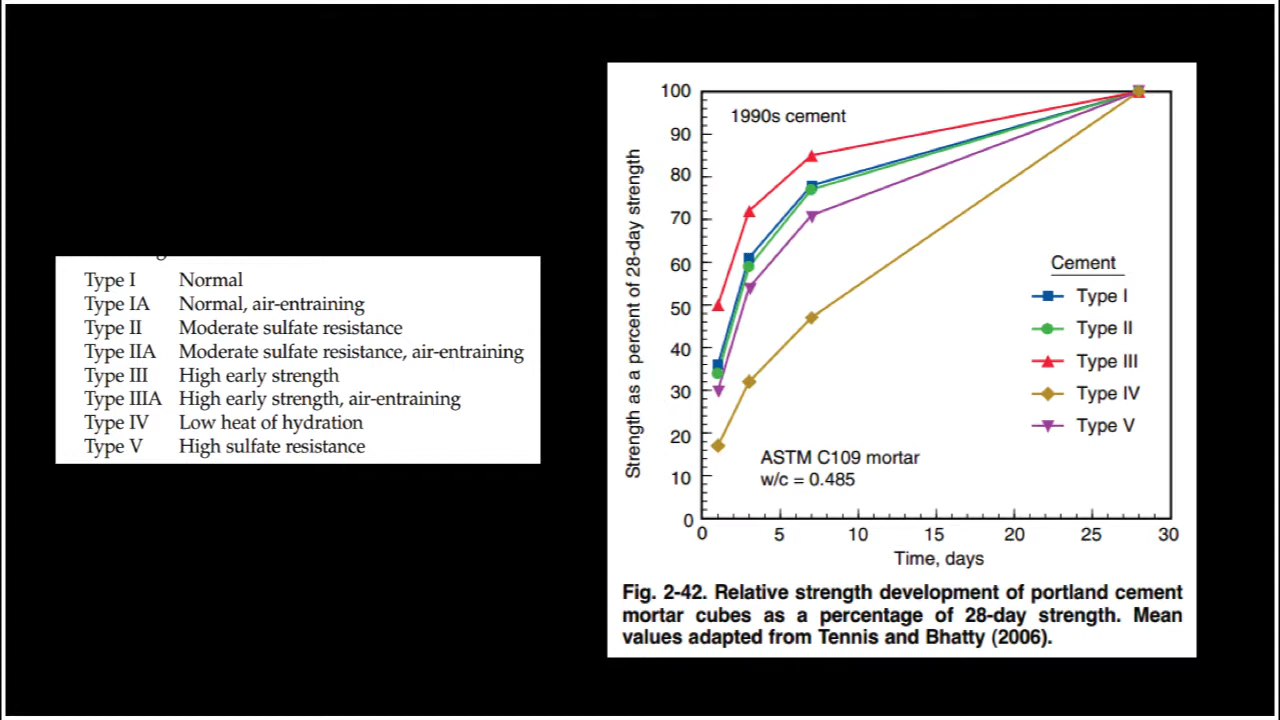 Type I Normal
Type IA Normal, air-entraining
Type II Moderate sulfate resistance
Type IIA Moderate sulfate resistance, air-entraining
Type III High early strength
Type IIIA High early strength, air-entraining
Type IV Low heat of hydration
Type V High sulfate resistance
Strength as a percent of 28-day strength
100
90
80
70
60
50
40
30
20
10
0
1990s cement
Cement
Type I
Type II
Type III
Type IV
Type V
ASTM C109 mortar
w/c = 0.485
0 5 10 15 20 25 30
Time, days
Fig. 2-42. Relative strength development of portland cement
mortar cubes as a percentage of 28-day strength. Mean
values adapted from Tennis and Bhatty (2006).